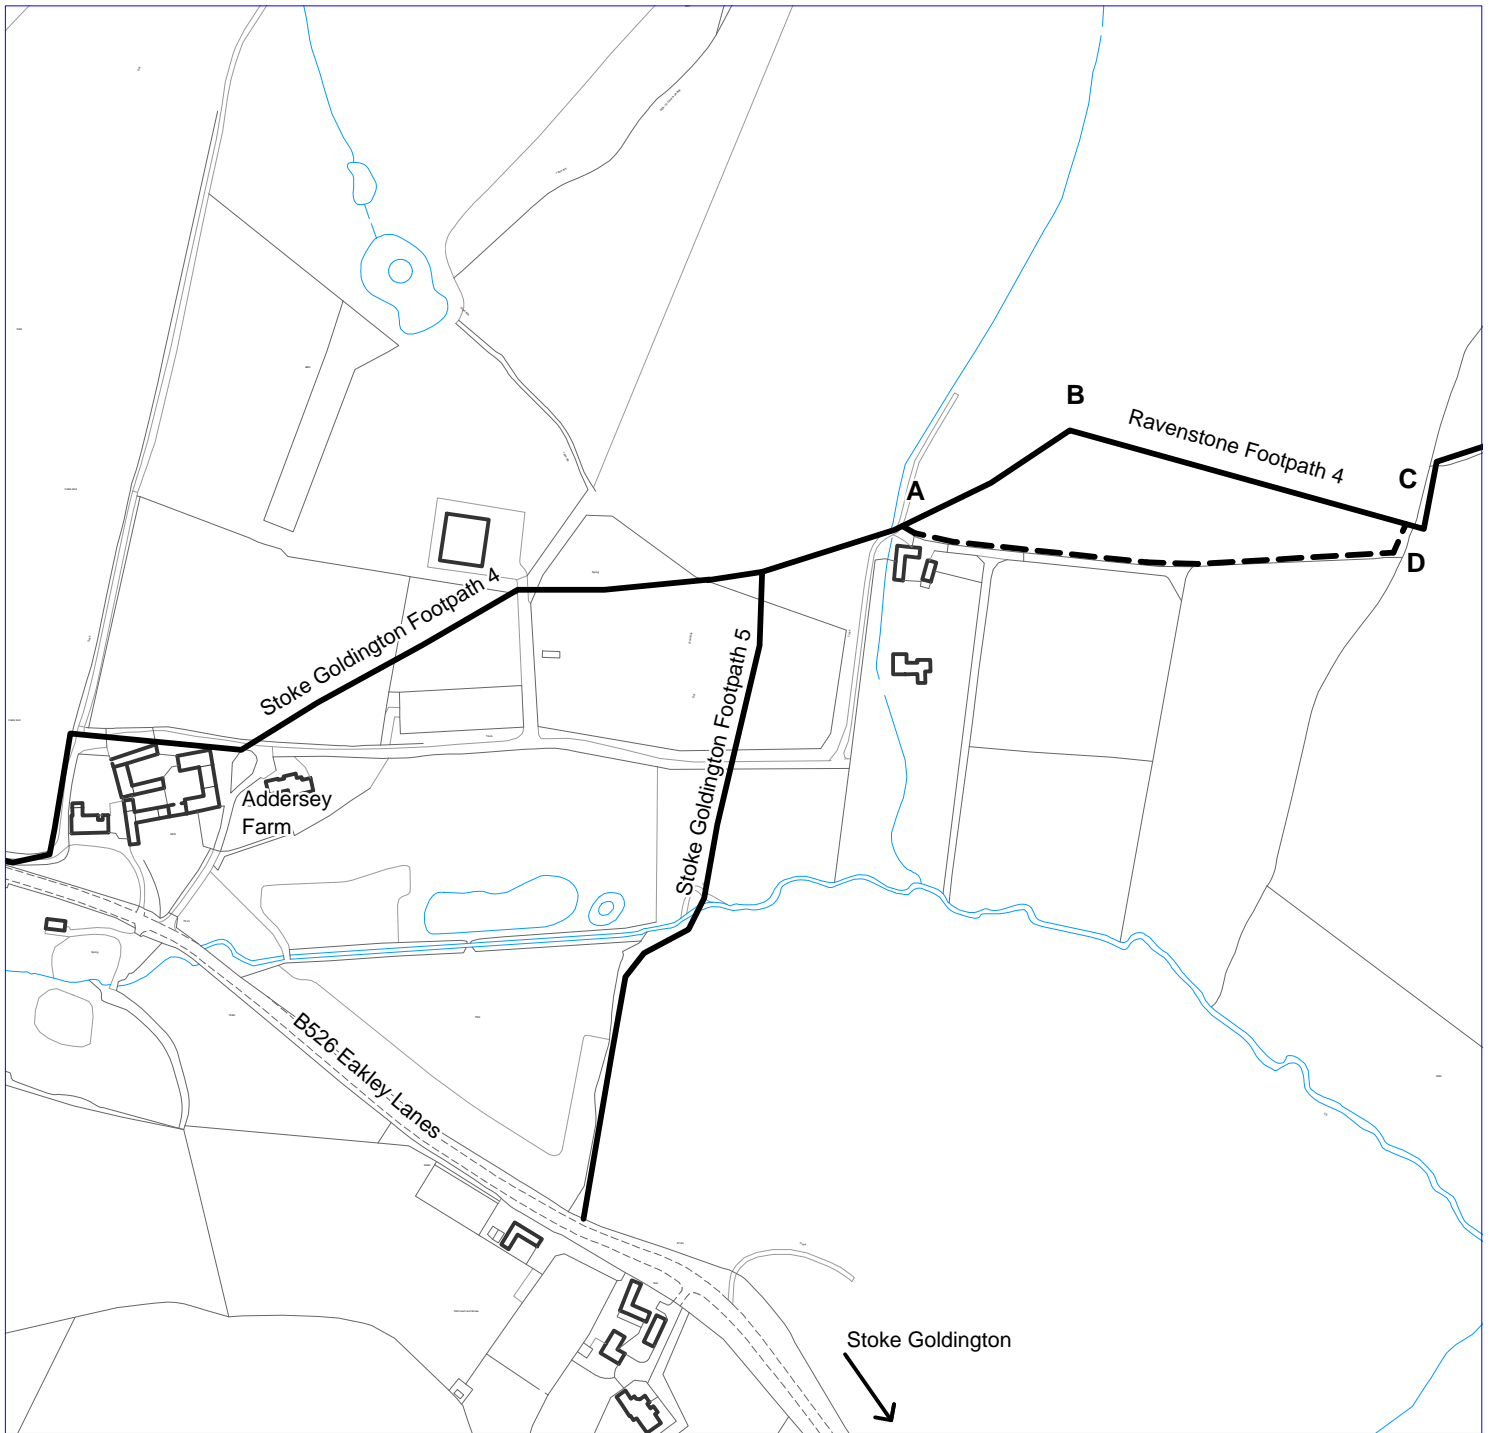 B
Ravenstone Footpath 4
C
A
D
Stoke Goldington Footpath 4
Stoke Goldington Footpath 5
Addersey
Farm
B526 Eakley Lanes
Stoke Goldington